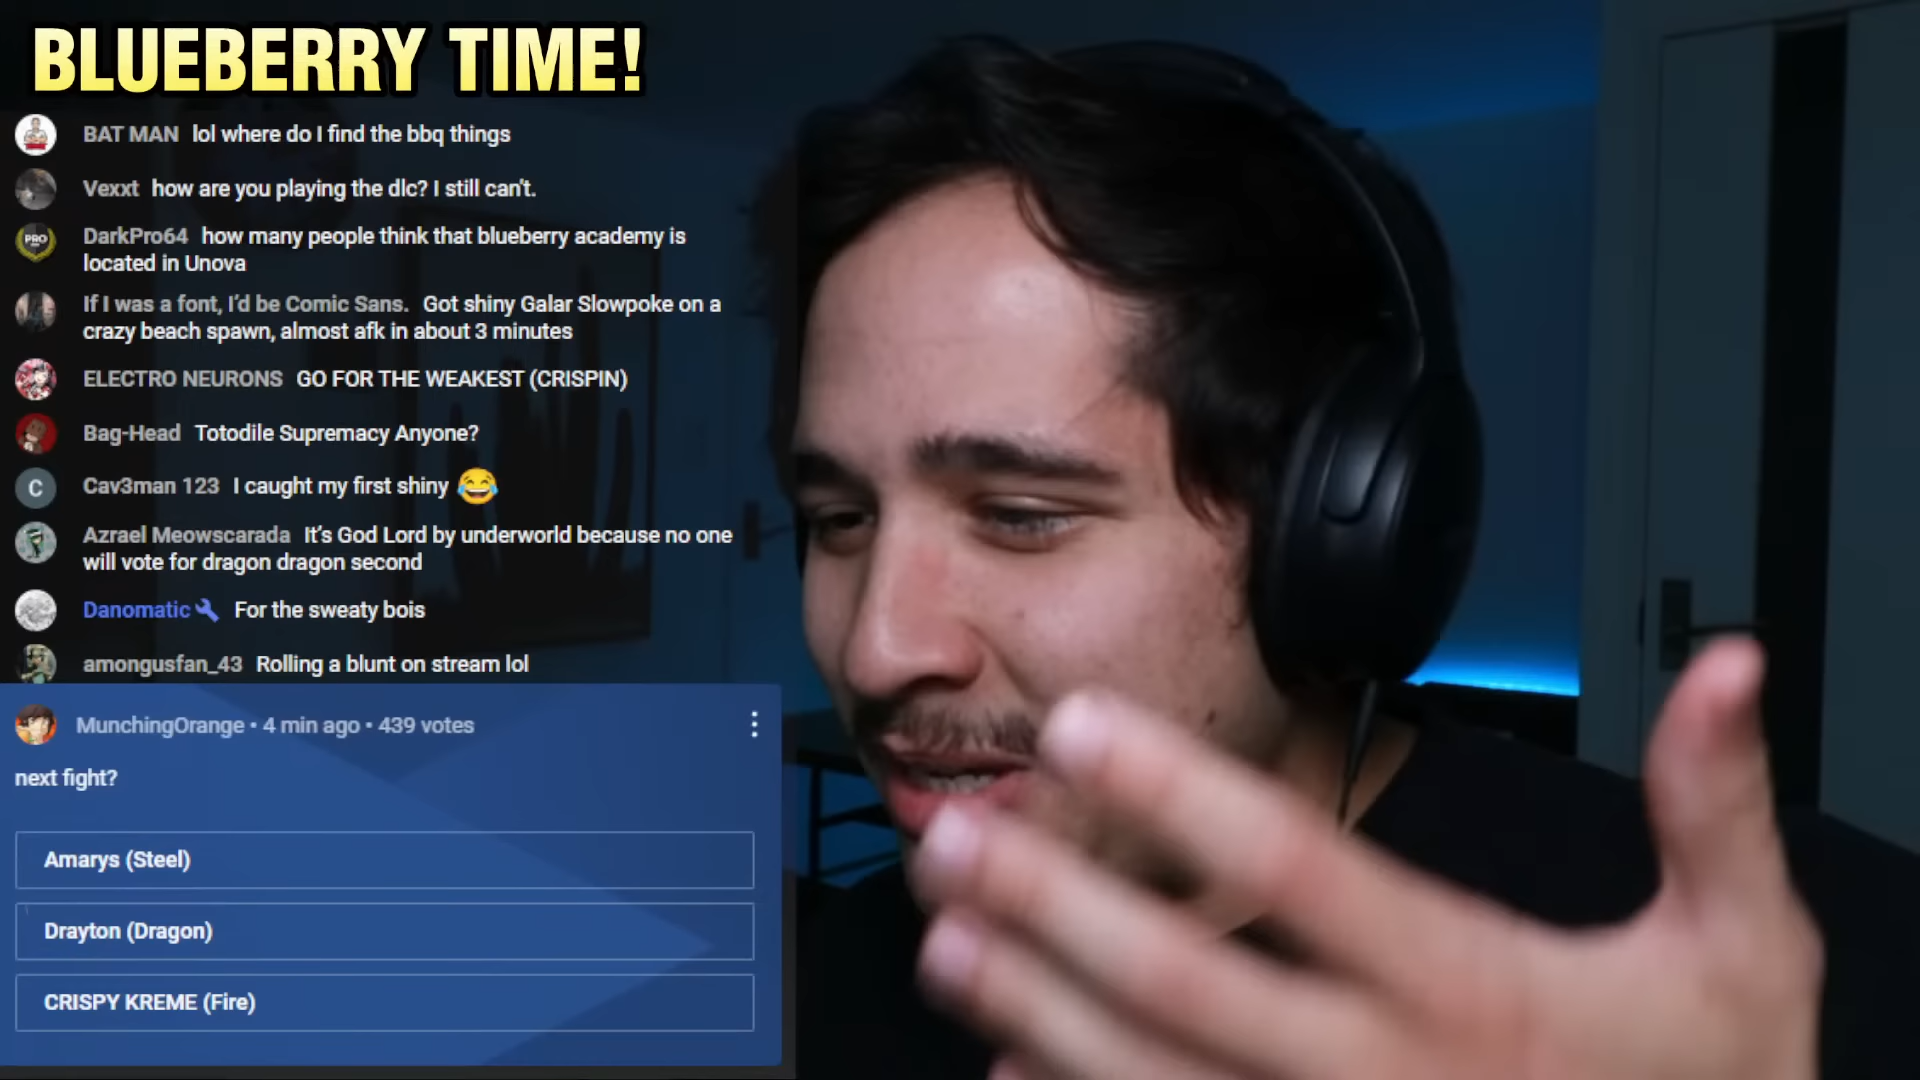 BLUEBERRY TIME!
BAT MAN lol where do I find the bbq things
Vexxt how are you playing the dlc? I still can't.
PRO
DarkPro64 how many people think that blueberry academy is
located in Unova
If I was a font, I'd be Comic Sans. Got shiny Galar Slowpoke on a
crazy beach spawn, almost afk in about 3 minutes
ELECTRO NEURONS GO FOR THE WEAKEST (CRISPIN)
Bag-Head Totodile Supremacy Anyone?
C
Cav3man 123 I caught my first shiny 😂
Azrael Meowscarada It's God Lord by underworld because no one
will vote for dragon dragon second
Danomatic For the sweaty bois
amongusfan_43 Rolling a blunt on stream lol
MunchingOrange • 4 min ago • 439 votes
next fight?
Amarys (Steel)
Drayton (Dragon)
CRISPY KREME (Fire)